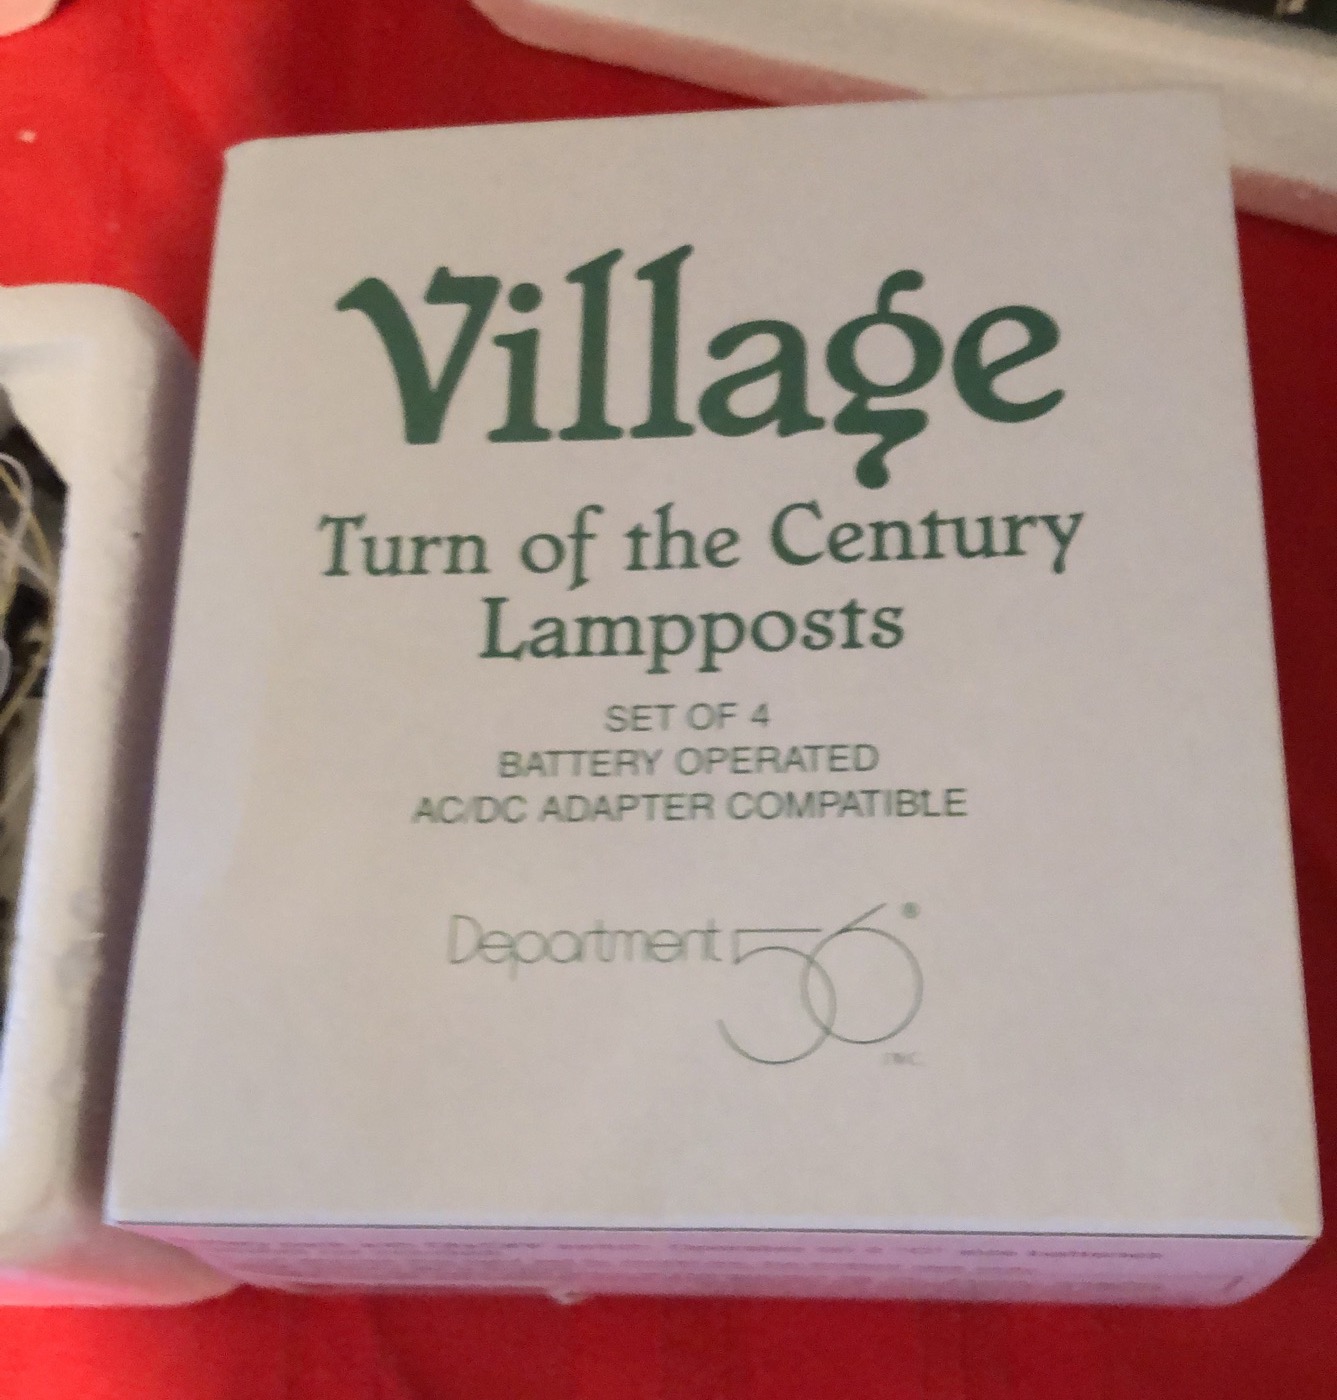 Village
Turn of the Century
Lampposts
SET OF 4
BATTERY OPERATED
AC/DC ADAPTER COMPATIBLE
Department 56®
INC.